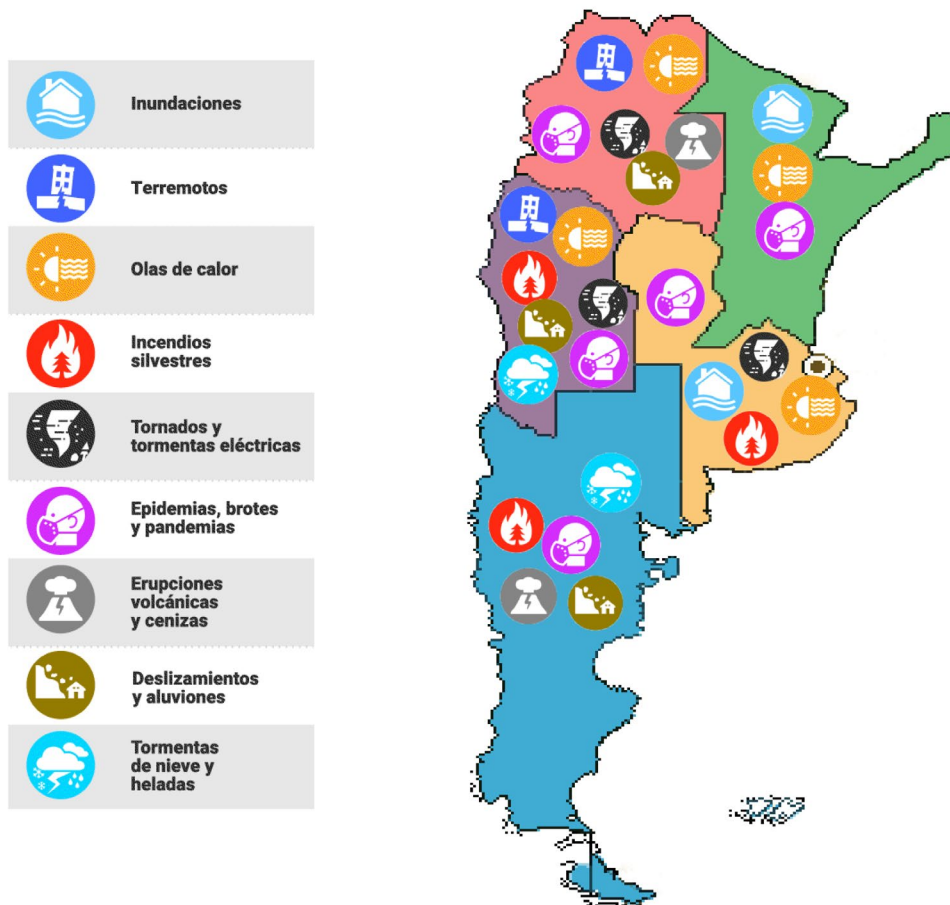 Inundaciones
Terremotos
Olas de calor
Incendios
silvestres
Tornados y
tormentas eléctricas
Epidemias, brotes
y pandemias
Erupciones
volcánicas
y cenizas
Deslizamientos
y aluviones
Tormentas
de nieve y
heladas